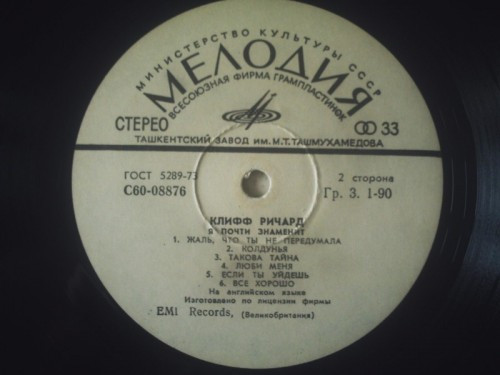 МИНИСТЕРСТВО КУЛЬТУРЫ СССР
МЕЛОДИЯ
ВСЕСОЮЗНАЯ ФИРМА ГРАМПЛАСТИНОК
СТЕРЕО
33
ТАШКЕНТСКИЙ ЗАВОД ИМ. М.Т.ТАШМУХАМЕДОВА
ГОСТ 5289-73
2 сторона
С60-08876
Гр. 3. 1-90
КЛИФФ РИЧАРД
Я ПОЧТИ ЗНАМЕНИТ
1. ЖАЛЬ, ЧТО ТЫ НЕ ПЕРЕДУМАЛА
2. КОЛДУНЬЯ
3. ТАКОВА ТАЙНА
4. ЛЮБИ МЕНЯ
5. ЕСЛИ ТЫ УЙДЕШЬ
6. ВСЕ ХОРОШО
На английском языке
Изготовлено по лицензии фирмы
EMI Records, (Великобритания)